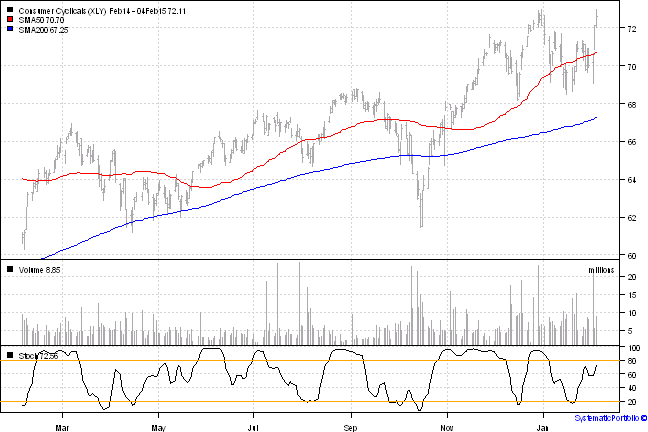 Consumer Cyclicals (XLY) Feb14 - 04Feb15 72.11
SMA50 70.70
SMA200 67.25
72
70
68
66
64
62
60
Volume 8.85
millions
20
15
10
5
Stoch 72.56
100
80
60
40
20
Mar May Jul Sep Nov Jan
SystematicPortfolio ©